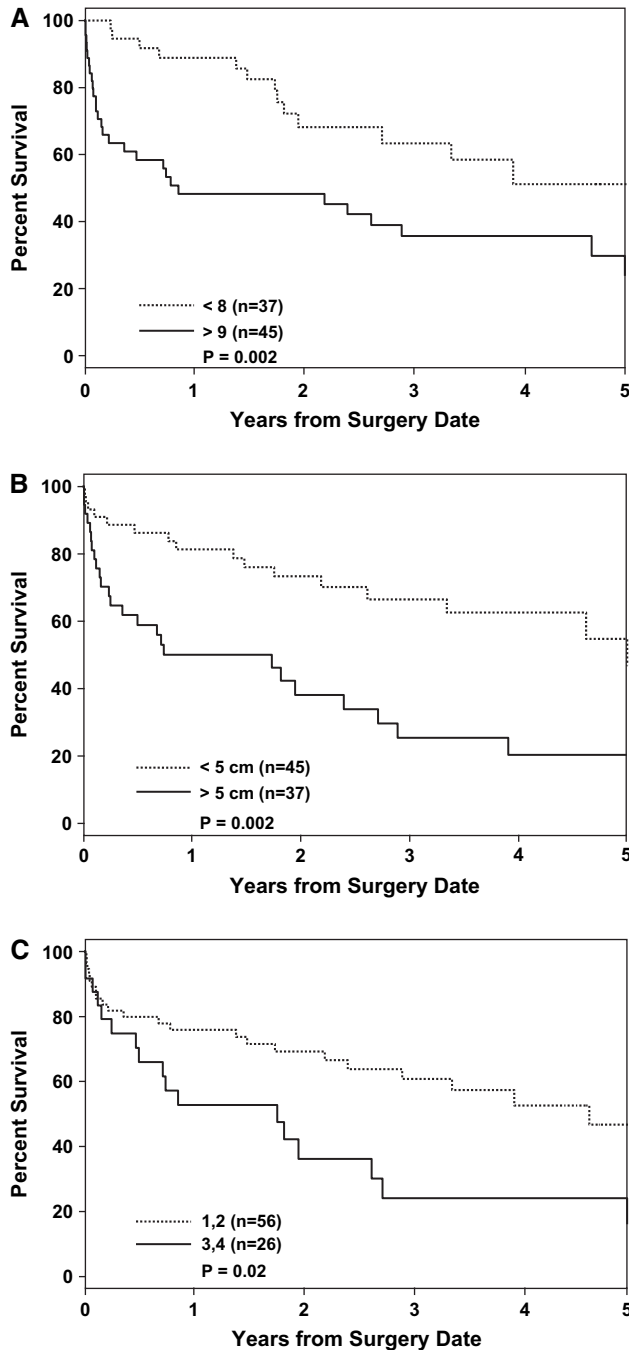 A
100
80
60
40
20
0
Percent Survival
< 8 (n=37)
> 9 (n=45)
P = 0.002
0 1 2 3 4 5
Years from Surgery Date
B
100
80
60
40
20
0
Percent Survival
< 5 cm (n=45)
> 5 cm (n=37)
P = 0.002
0 1 2 3 4 5
Years from Surgery Date
C
100
80
60
40
20
0
Percent Survival
1,2 (n=56)
3,4 (n=26)
P = 0.02
0 1 2 3 4 5
Years from Surgery Date